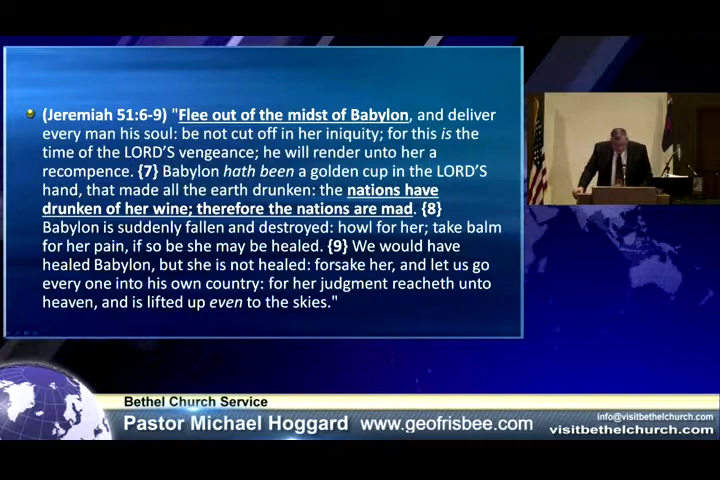 (Jeremiah 51:6-9) "Flee out of the midst of Babylon, and deliver
every man his soul: be not cut off in her iniquity; for this is the
time of the LORD'S vengeance; he will render unto her a
recompence. {7} Babylon hath been a golden cup in the LORD'S
hand, that made all the earth drunken: the nations have
drunken of her wine; therefore the nations are mad. {8}
Babylon is suddenly fallen and destroyed: howl for her; take balm
for her pain, if so be she may be healed. {9} We would have
healed Babylon, but she is not healed: forsake her, and let us go
every one into his own country: for her judgment reacheth unto
heaven, and is lifted up even to the skies."
Bethel Church Service
Pastor Michael Hoggard www.geofrisbee.com
info@visitbethelchurch.com
visitbethelchurch.com